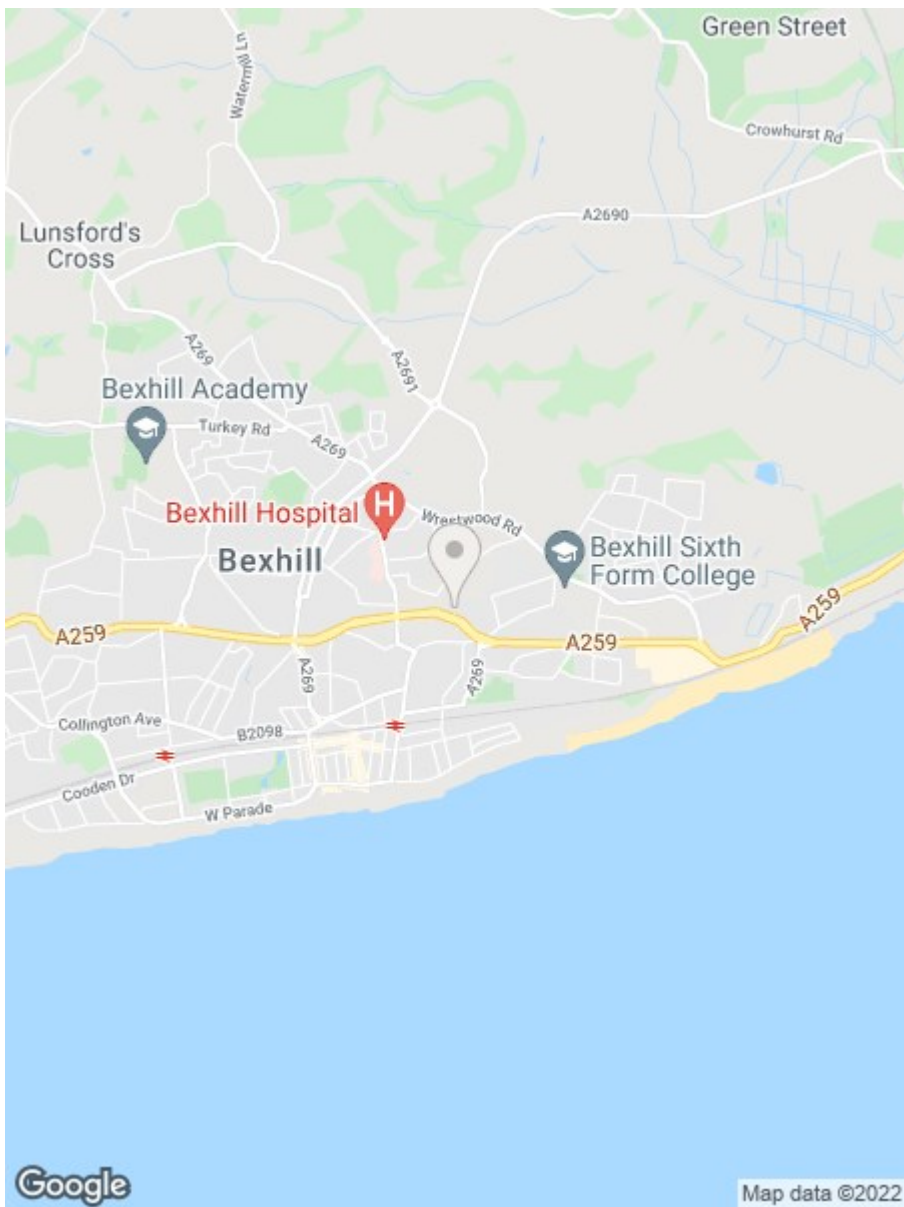 Green Street
Watermill Ln
Crowhurst Rd
A2690
Lunsford's
Cross
A269
A2691
Bexhill Academy
Turkey Rd
A269
H
Bexhill Hospital
Wrestwood Rd
Bexhill
Bexhill Sixth
Form College
A259
A259
A259
A269
A269
Collington Ave
B2098
Cooden Dr
W Parade
Google
Map data ©2022